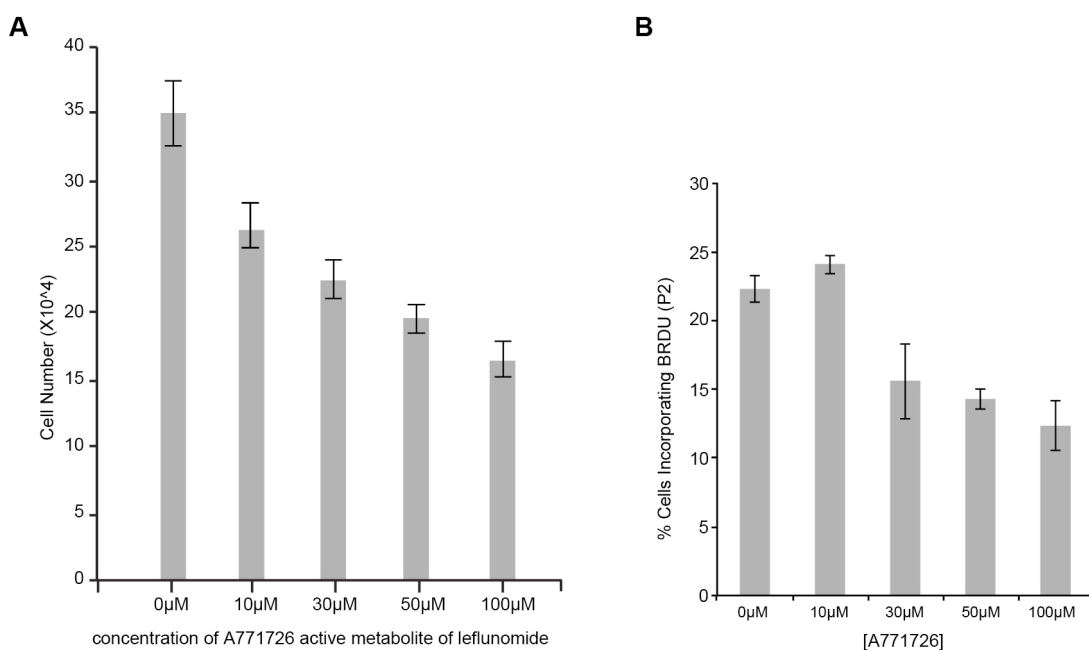 A
40
35
30
25
20
15
10
5
0
Cell Number (X10^4)
0µM 10µM 30µM 50µM 100µM
concentration of A771726 active metabolite of leflunomide
B
30
25
20
15
10
5
0
% Cells Incorporating BRDU (P2)
0µM 10µM 30µM 50µM 100µM
[A771726]